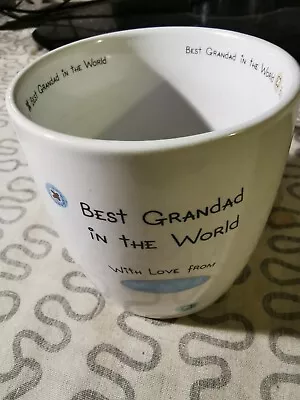 Best Grandad in the World
Best Grandad in the World
Best Grandad
in the World
With Love from